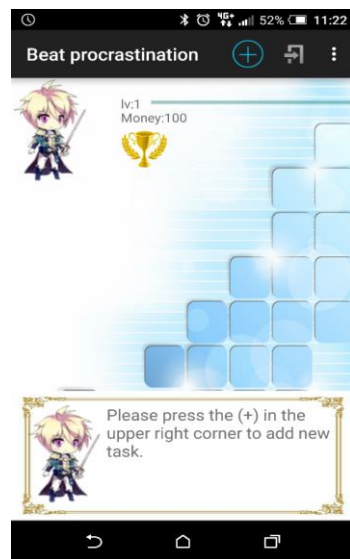 4G+ 52% 11:22
Beat procrastination
lv:1
Money:100
Please press the (+) in the
upper right corner to add new
task.